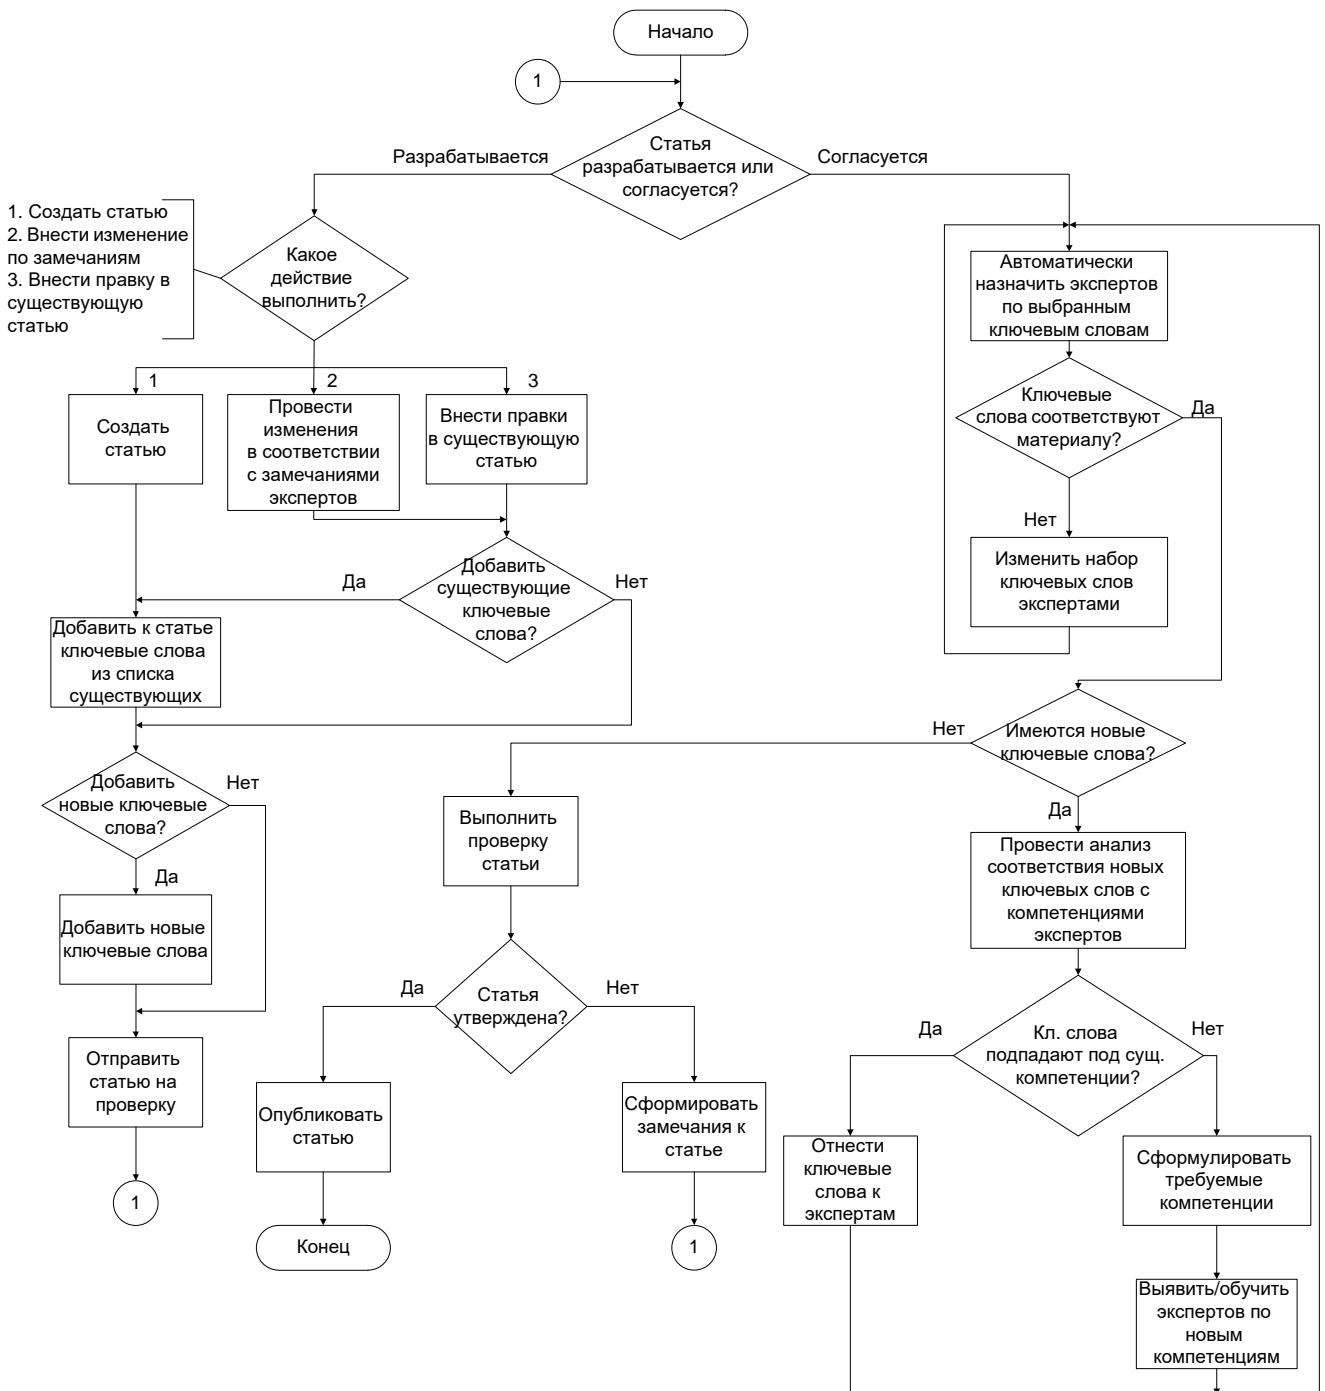 Начало
1
Статья
разрабатывается или
согласуется?
Разрабатывается
Согласуется
1. Создать статью
2. Внести изменение
по замечаниям
3. Внести правку в
существующую
статью
Какое
действие
выполнить?
Автоматически
назначить экспертов
по выбранным
ключевым словам
1
2
3
Создать
статью
Провести
изменения
в соответствии
с замечаниями
экспертов
Внести правки
в существующую
статью
Ключевые
слова соответствуют
материалу?
Да
Нет
Изменить набор
ключевых слов
экспертами
Добавить
существующие
ключевые
слова?
Да
Нет
Добавить к статье
ключевые слова
из списка
существующих
Имеются новые
ключевые слова?
Нет
Да
Добавить
новые ключевые
слова?
Нет
Да
Выполнить
проверку
статьи
Провести анализ
соответствия новых
ключевых слов с
компетенциями
экспертов
Добавить новые
ключевые слова
Статья
утверждена?
Да
Нет
Кл. слова
подпадают под сущ.
компетенции?
Да
Нет
Отправить
статью на
проверку
Опубликовать
статью
Сформировать
замечания к
статье
Отнести
ключевые
слова к
экспертам
Сформулировать
требуемые
компетенции
1
Конец
1
Выявить/обучить
экспертов по
новым
компетенциям